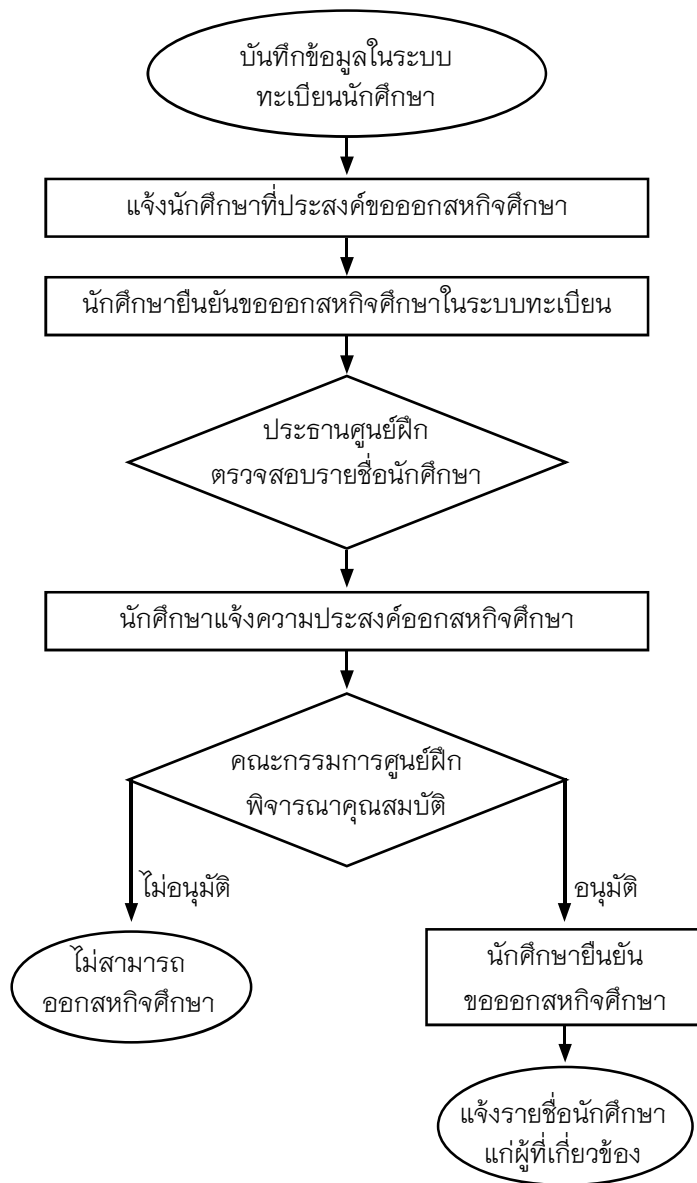 บันทึกข้อมูลในระบบ
ทะเบียนนักศึกษา
แจ้งนักศึกษาที่ประสงค์ขอออกสหกิจศึกษา
นักศึกษายืนยันขอออกสหกิจศึกษาในระบบทะเบียน
ประธานศูนย์ฝึก
ตรวจสอบรายชื่อนักศึกษา
นักศึกษาแจ้งความประสงค์ออกสหกิจศึกษา
คณะกรรมการศูนย์ฝึก
พิจารณาคุณสมบัติ
ไม่อนุมัติ
อนุมัติ
ไม่สามารถ
ออกสหกิจศึกษา
นักศึกษายืนยัน
ขอออกสหกิจศึกษา
แจ้งรายชื่อนักศึกษา
แก่ผู้ที่เกี่ยวข้อง